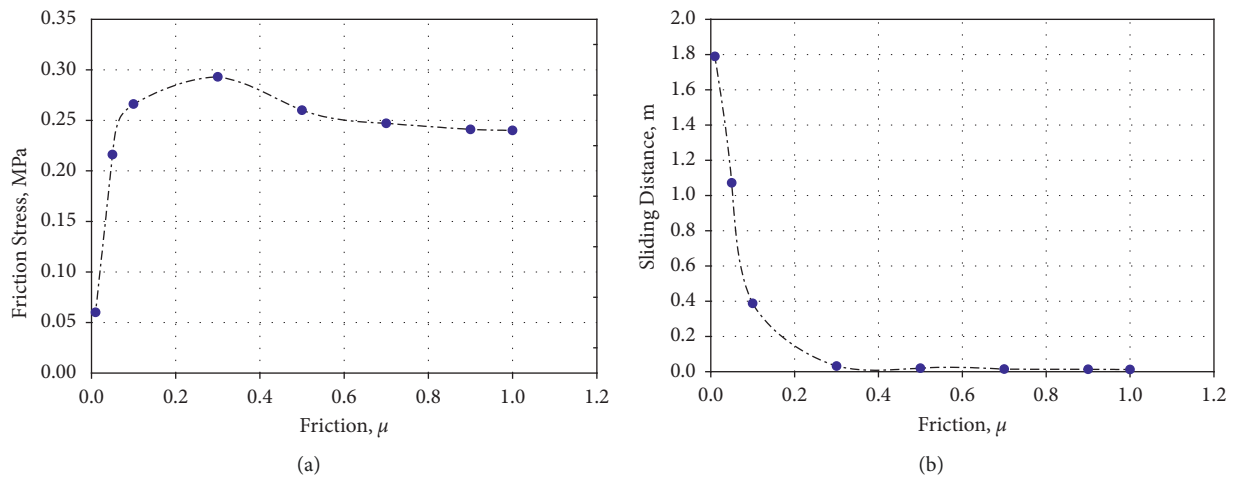 0.35
0.30
0.25
0.20
0.15
0.10
0.05
0.00
Friction Stress, MPa
0.0 0.2 0.4 0.6 0.8 1.0 1.2
Friction, μ
(a)
2.0
1.8
1.6
1.4
1.2
1.0
0.8
0.6
0.4
0.2
0.0
Sliding Distance, m
0.0 0.2 0.4 0.6 0.8 1.0 1.2
Friction, μ
(b)